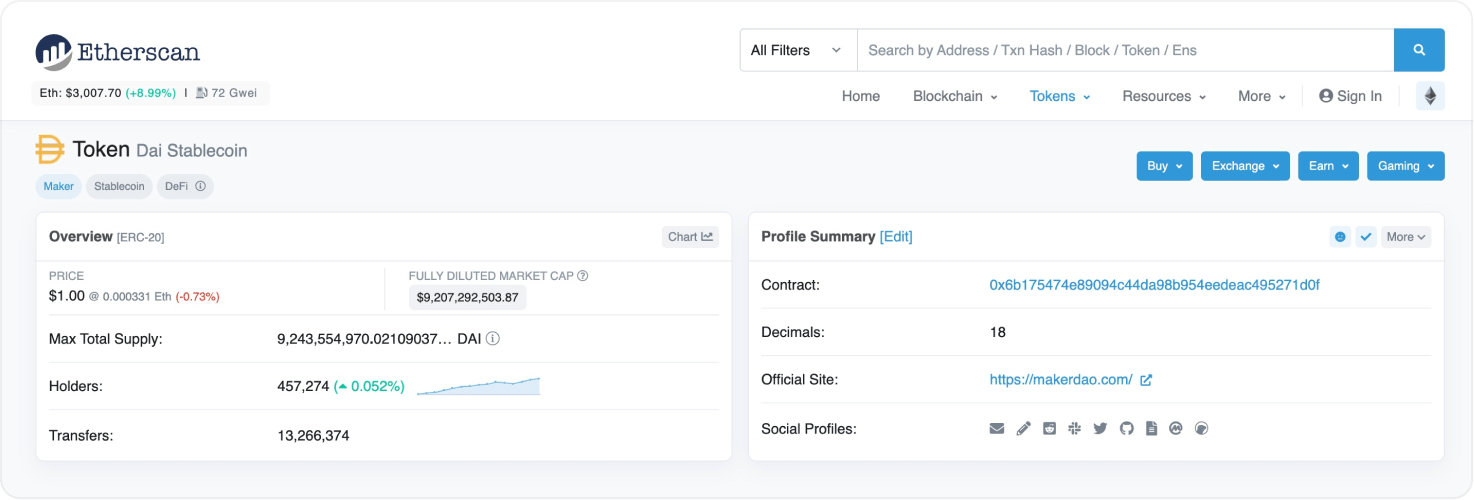 Etherscan
All Filters
Search by Address / Txn Hash / Block / Token / Ens
Eth: $3,007.70 (+8.99%) | 72 Gwei
Home Blockchain Tokens Resources More Sign In
Token Dai Stablecoin
Maker Stablecoin DeFi
Buy Exchange Earn Gaming
Overview [ERC-20] Chart
PRICE
$1.00 @ 0.000331 Eth (-0.73%)
FULLY DILUTED MARKET CAP
$9,207,292,503.87
Max Total Supply: 9,243,554,970.02109037... DAI
Holders: 457,274 (0.052%)
Transfers: 13,266,374
Profile Summary [Edit] More
Contract: 0x6b175474e89094c44da98b954eedeac495271d0f
Decimals: 18
Official Site: https://makerdao.com/
Social Profiles: